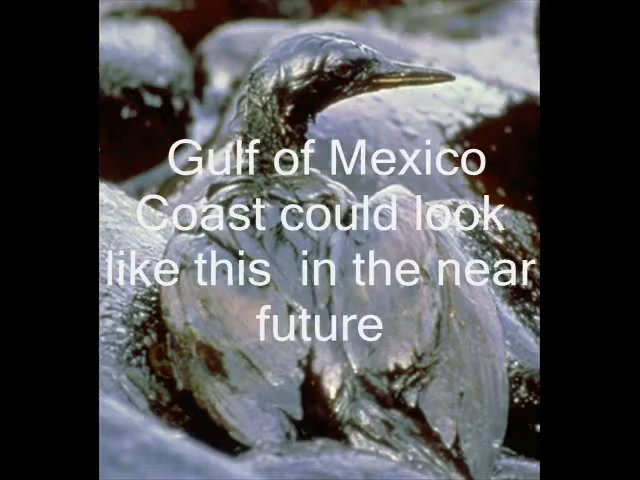 Gulf of Mexico
Coast could look
like this  in the near
future